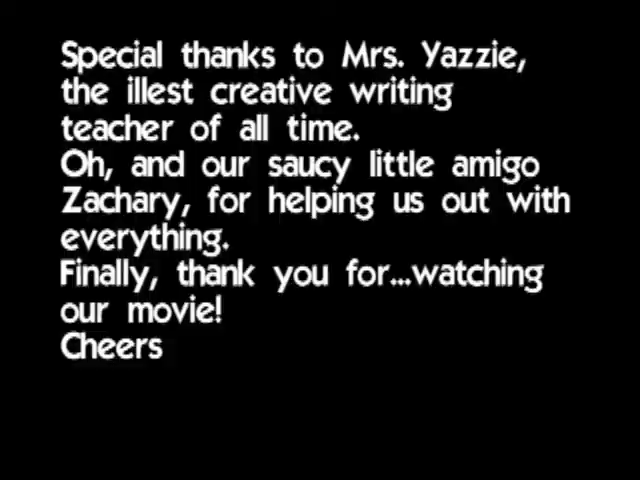 Special thanks to Mrs. Yazzie,
the illest creative writing
teacher of all time.
Oh, and our saucy little amigo
Zachary, for helping us out with
everything.
Finally, thank you for...watching
our movie!
Cheers